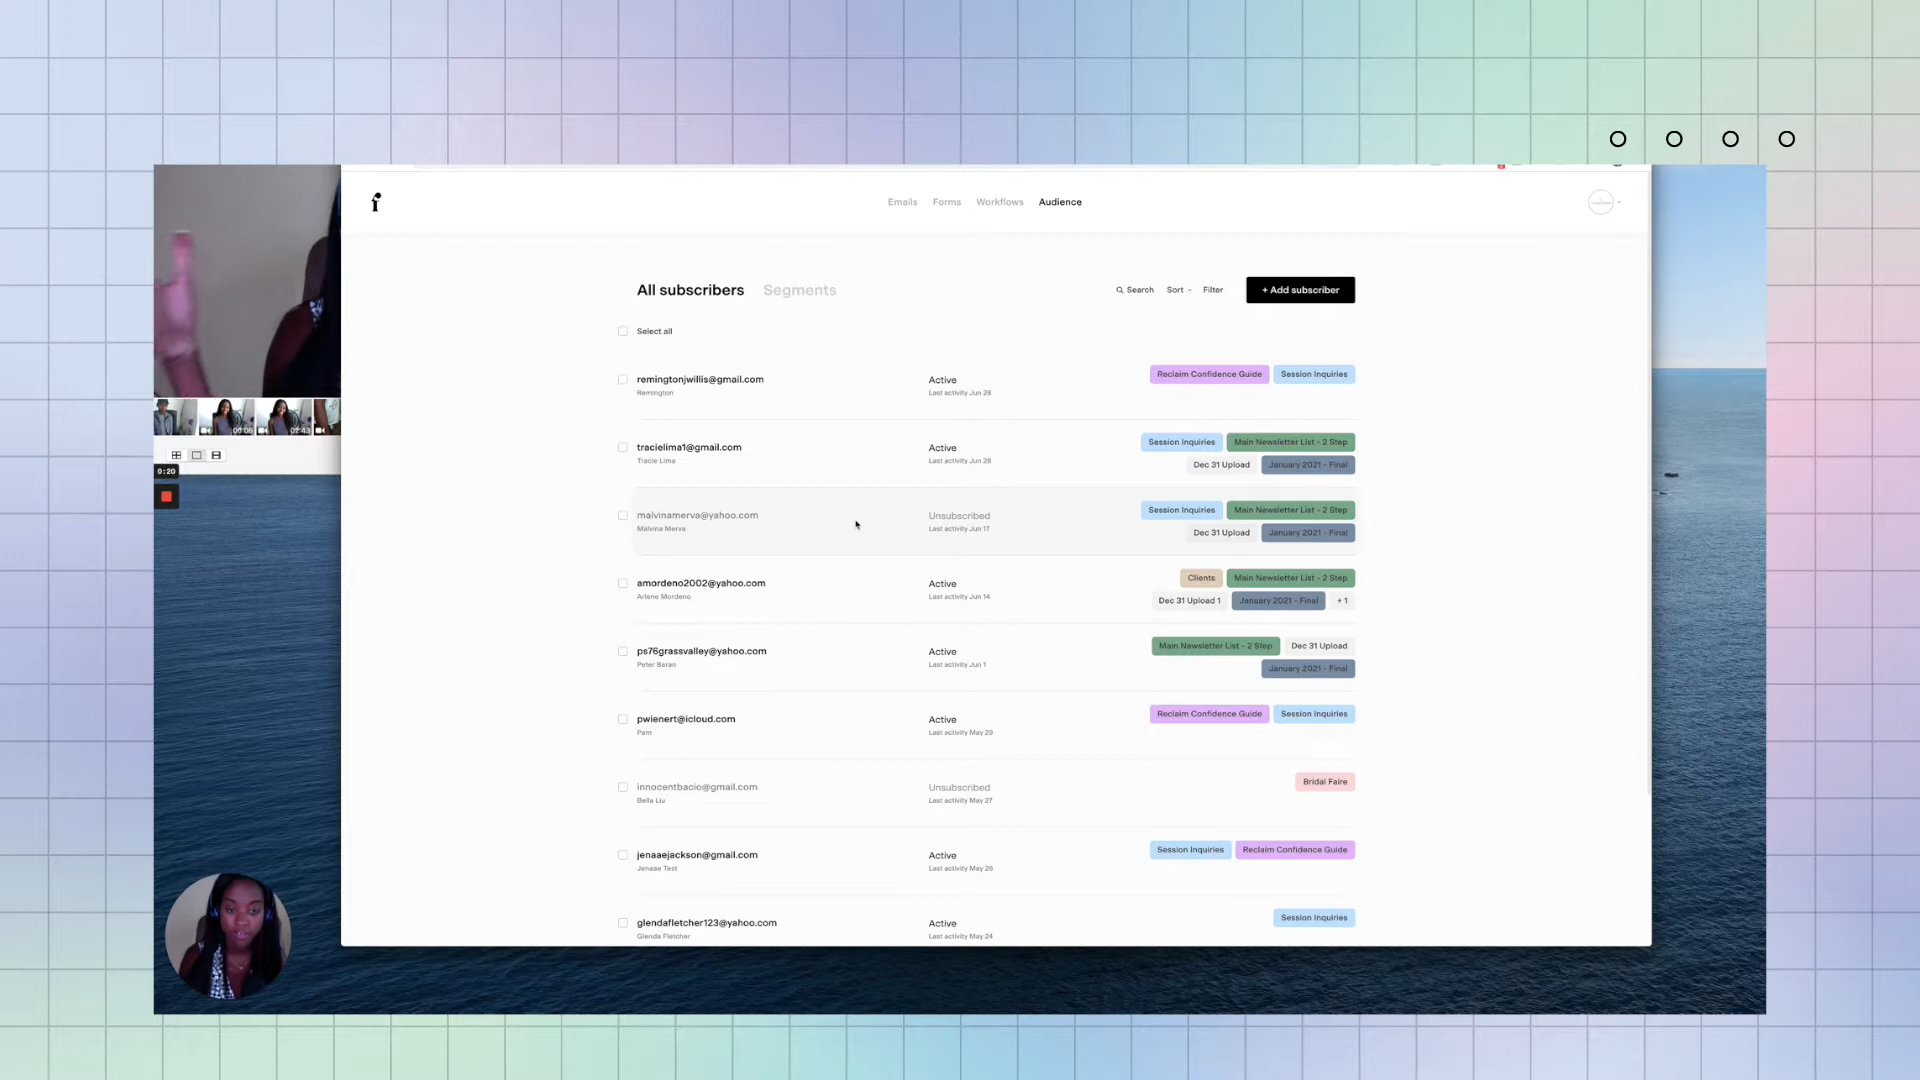 Emails Forms Workflows Audience
All subscribers Segments Search Sort Filter + Add subscriber
Select all
remingtonjwillis@gmail.com Active Reclaim Confidence Guide Session Inquiries
Remington Last activity Jun 28
tracielima1@gmail.com Active Session Inquiries Main Newsletter List - 2 Step
Tracie Lima Last activity Jun 28 Dec 31 Upload January 2021 - Final
malvinamerva@yahoo.com Unsubscribed Session Inquiries Main Newsletter List - 2 Step
Malvina Merva Last activity Jun 17 Dec 31 Upload January 2021 - Final
amordeno2002@yahoo.com Active Clients Main Newsletter List - 2 Step
Arlene Mordeno Last activity Jun 14 Dec 31 Upload 1 January 2021 - Final + 1
ps76grassvalley@yahoo.com Active Main Newsletter List - 2 Step Dec 31 Upload
Peter Baran Last activity Jun 1 January 2021 - Final
pwienert@icloud.com Active Reclaim Confidence Guide Session Inquiries
Pam Last activity May 29
innocentbacio@gmail.com Unsubscribed Bridal Faire
Bella Liu Last activity May 27
jenaaejackson@gmail.com Active Session Inquiries Reclaim Confidence Guide
Jenaae Test Last activity May 26
glendafletcher123@yahoo.com Active Session Inquiries
Glenda Fletcher Last activity May 24
00:06 02:43
0:20